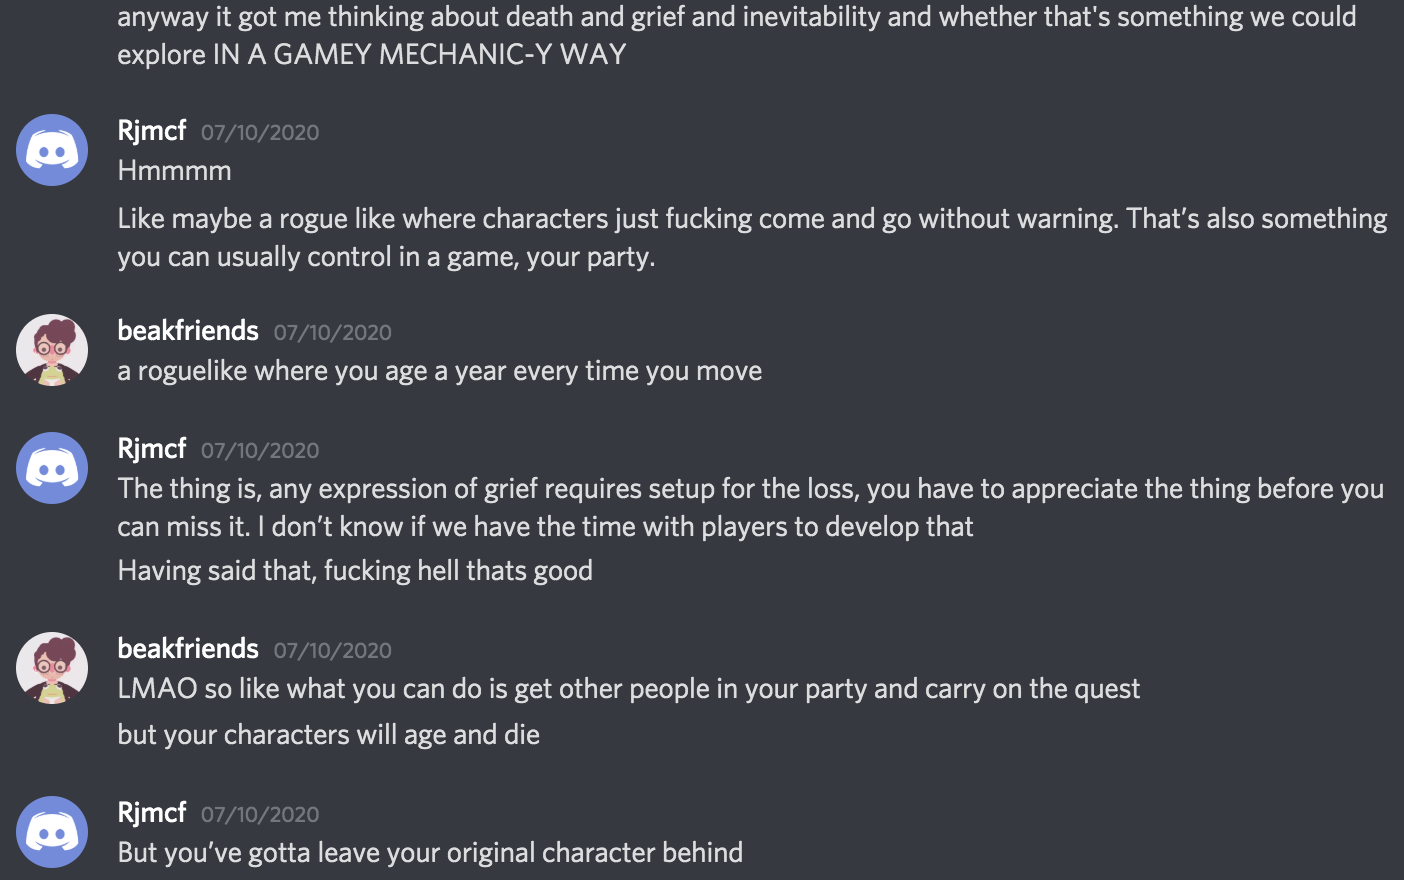 anyway it got me thinking about death and grief and inevitability and whether that's something we could
explore IN A GAMEY MECHANIC-Y WAY
Rjmcf 07/10/2020
Hmmmm
Like maybe a rogue like where characters just fucking come and go without warning. That’s also something
you can usually control in a game, your party.
beakfriends 07/10/2020
a roguelike where you age a year every time you move
Rjmcf 07/10/2020
The thing is, any expression of grief requires setup for the loss, you have to appreciate the thing before you
can miss it. I don’t know if we have the time with players to develop that
Having said that, fucking hell thats good
beakfriends 07/10/2020
LMAO so like what you can do is get other people in your party and carry on the quest
but your characters will age and die
Rjmcf 07/10/2020
But you’ve gotta leave your original character behind